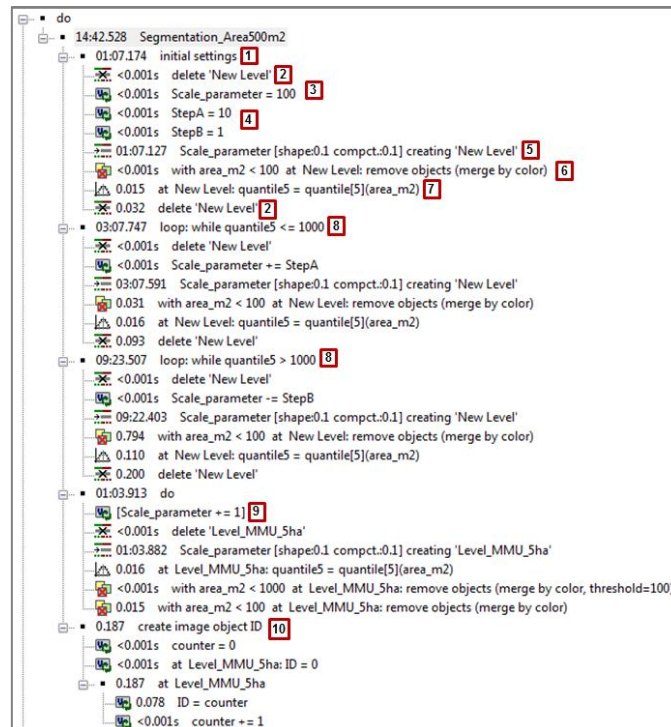 do
14:42.528 Segmentation_Area500m2
01:07.174 initial settings 1
<0.001s delete 'New Level' 2
<0.001s Scale_parameter = 100 3
<0.001s StepA = 10 4
<0.001s StepB = 1
01:07.127 Scale_parameter [shape:0.1 compct.:0.1] creating 'New Level' 5
<0.001s with area_m2 < 100 at New Level: remove objects (merge by color) 6
0.015 at New Level: quantile5 = quantile[5](area_m2) 7
0.032 delete 'New Level' 2
03:07.747 loop: while quantile5 <= 1000 8
<0.001s delete 'New Level'
<0.001s Scale_parameter += StepA
03:07.591 Scale_parameter [shape:0.1 compct.:0.1] creating 'New Level'
0.031 with area_m2 < 100 at New Level: remove objects (merge by color)
0.016 at New Level: quantile5 = quantile[5](area_m2)
0.093 delete 'New Level'
09:23.507 loop: while quantile5 > 1000 8
<0.001s delete 'New Level'
<0.001s Scale_parameter -= StepB
09:22.403 Scale_parameter [shape:0.1 compct.:0.1] creating 'New Level'
0.794 with area_m2 < 100 at New Level: remove objects (merge by color)
0.110 at New Level: quantile5 = quantile[5](area_m2)
0.200 delete 'New Level'
01:03.913 do
[Scale_parameter += 1] 9
<0.001s delete 'Level_MMU_5ha'
01:03.882 Scale_parameter [shape:0.1 compct.:0.1] creating 'Level_MMU_5ha'
0.016 at Level_MMU_5ha: quantile5 = quantile[5](area_m2)
<0.001s with area_m2 < 1000 at Level_MMU_5ha: remove objects (merge by color, threshold=100)
0.015 with area_m2 < 100 at Level_MMU_5ha: remove objects (merge by color)
0.187 create image object ID 10
<0.001s counter = 0
<0.001s at Level_MMU_5ha: ID = 0
0.187 at Level_MMU_5ha
0.078 ID = counter
<0.001s counter += 1